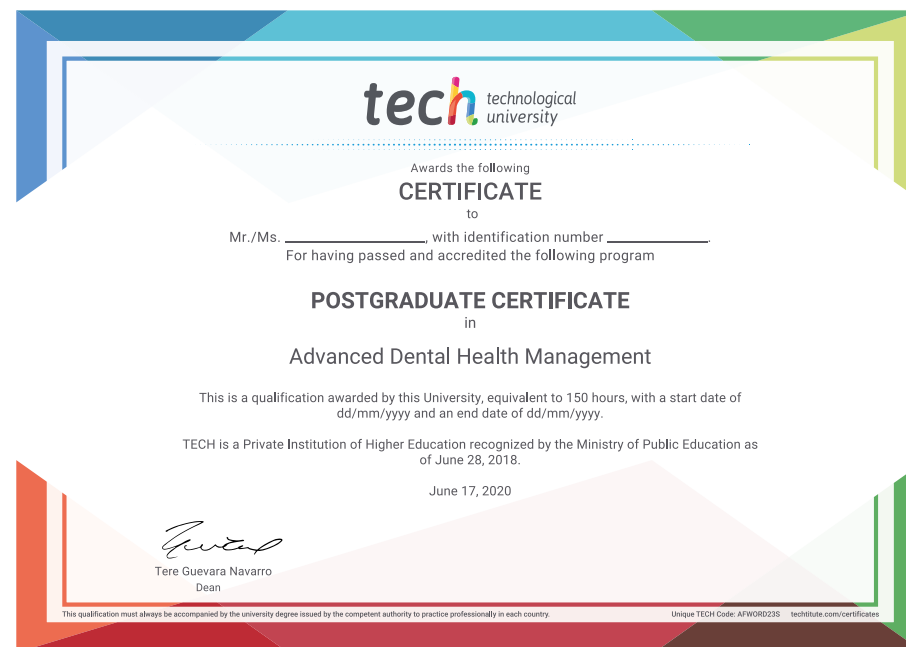 tech technological
university
Awards the following
CERTIFICATE
to
Mr./Ms. ____________________, with identification number ______________.
For having passed and accredited the following program
POSTGRADUATE CERTIFICATE
in
Advanced Dental Health Management
This is a qualification awarded by this University, equivalent to 150 hours, with a start date of
dd/mm/yyyy and an end date of dd/mm/yyyy.
TECH is a Private Institution of Higher Education recognized by the Ministry of Public Education as
of June 28, 2018.
June 17, 2020
Tere Guevara Navarro
Dean
This qualification must always be accompanied by the university degree issued by the competent authority to practice professionally in each country. Unique TECH Code: AFWORD23S techtitute.com/certificates